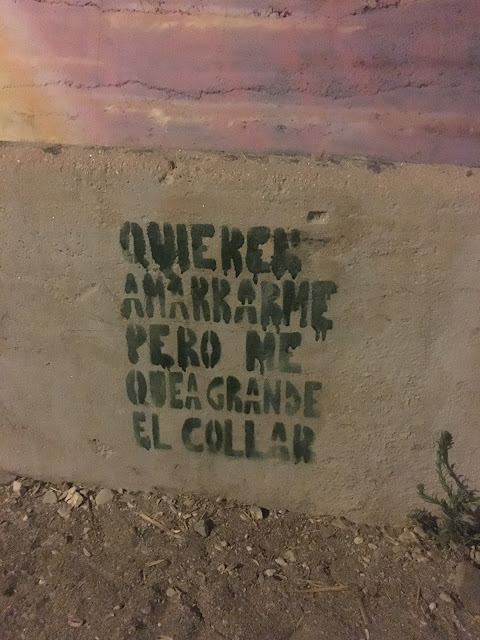 QUIEREN
AMARRARME
PERO ME
QUEA GRANDE
EL COLLAR